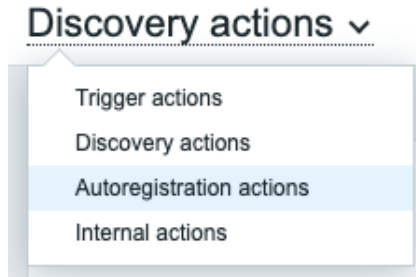 Discovery actions
Trigger actions
Discovery actions
Autoregistration actions
Internal actions